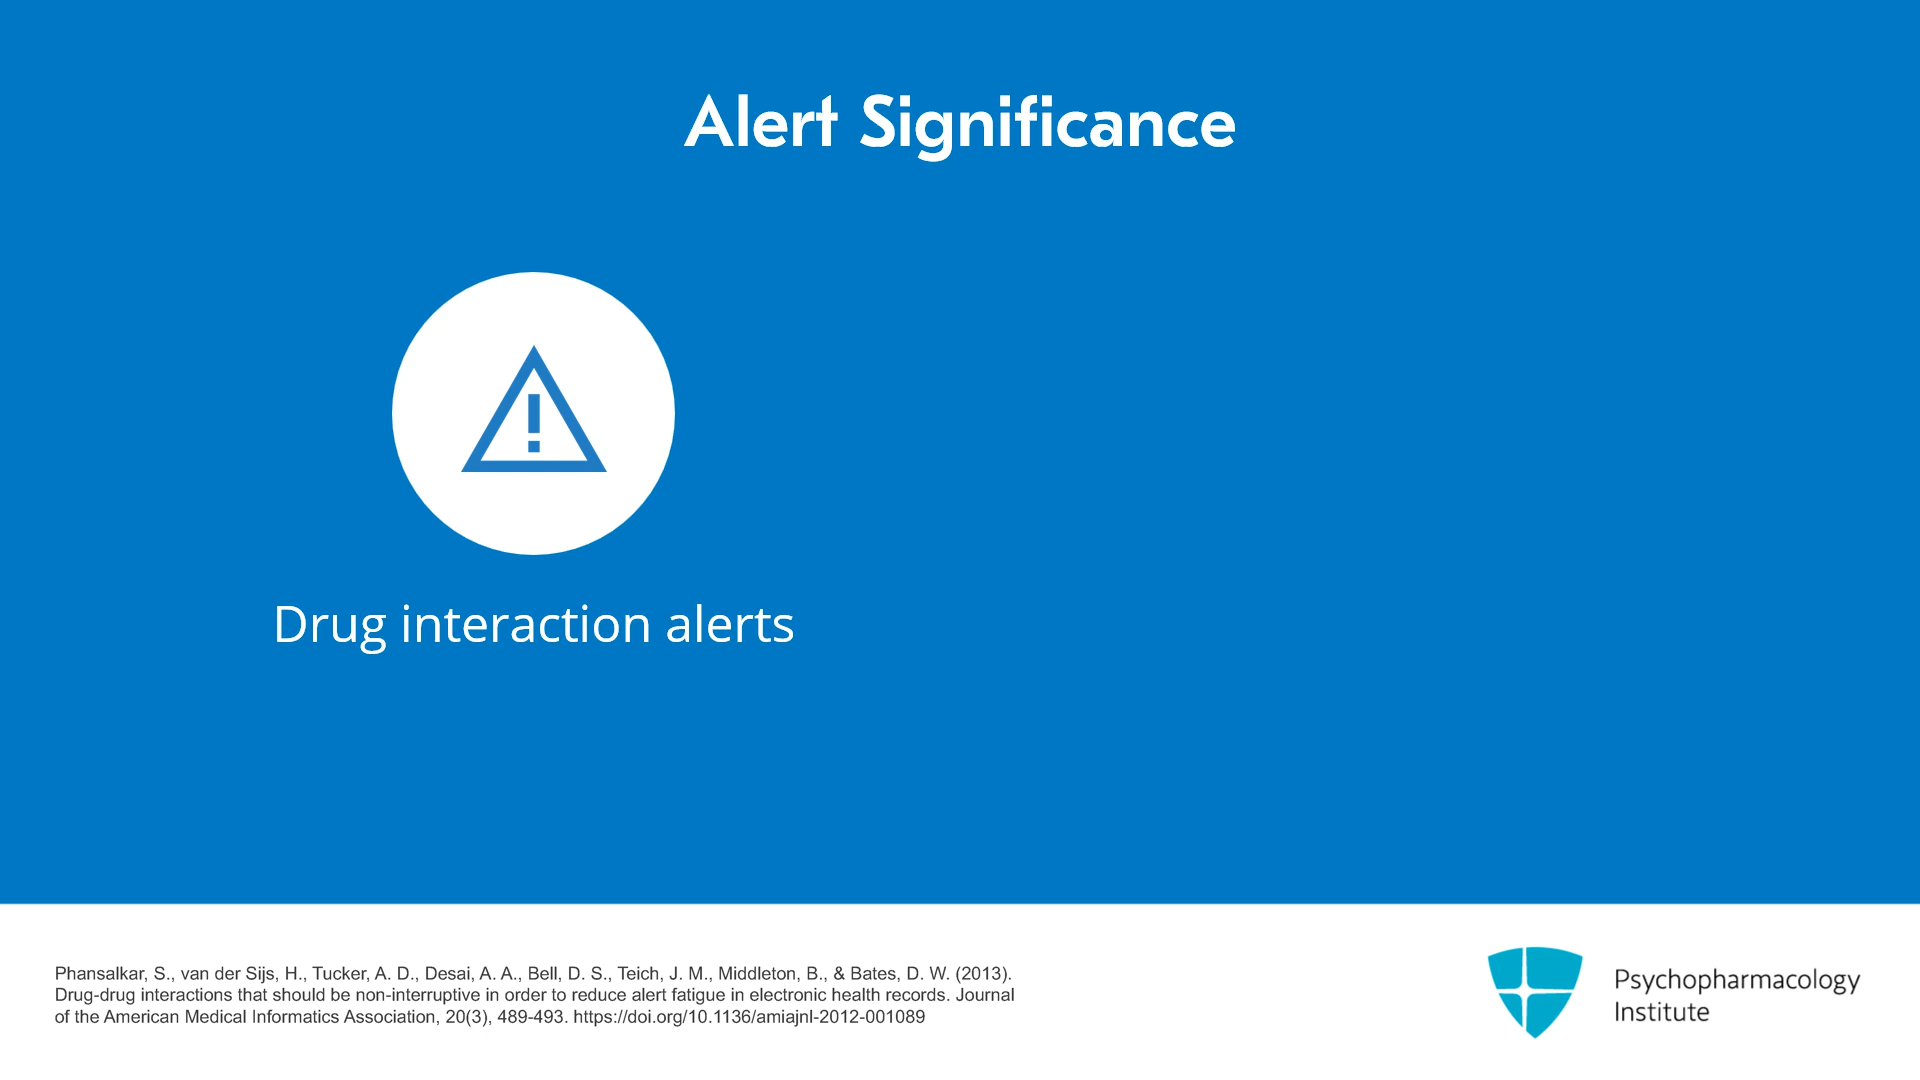 Alert Significance
Drug interaction alerts
Phansalkar, S., van der Sijs, H., Tucker, A. D., Desai, A. A., Bell, D. S., Teich, J. M., Middleton, B., & Bates, D. W. (2013).
Drug-drug interactions that should be non-interruptive in order to reduce alert fatigue in electronic health records. Journal
of the American Medical Informatics Association, 20(3), 489-493. https://doi.org/10.1136/amiajnl-2012-001089
Psychopharmacology
Institute